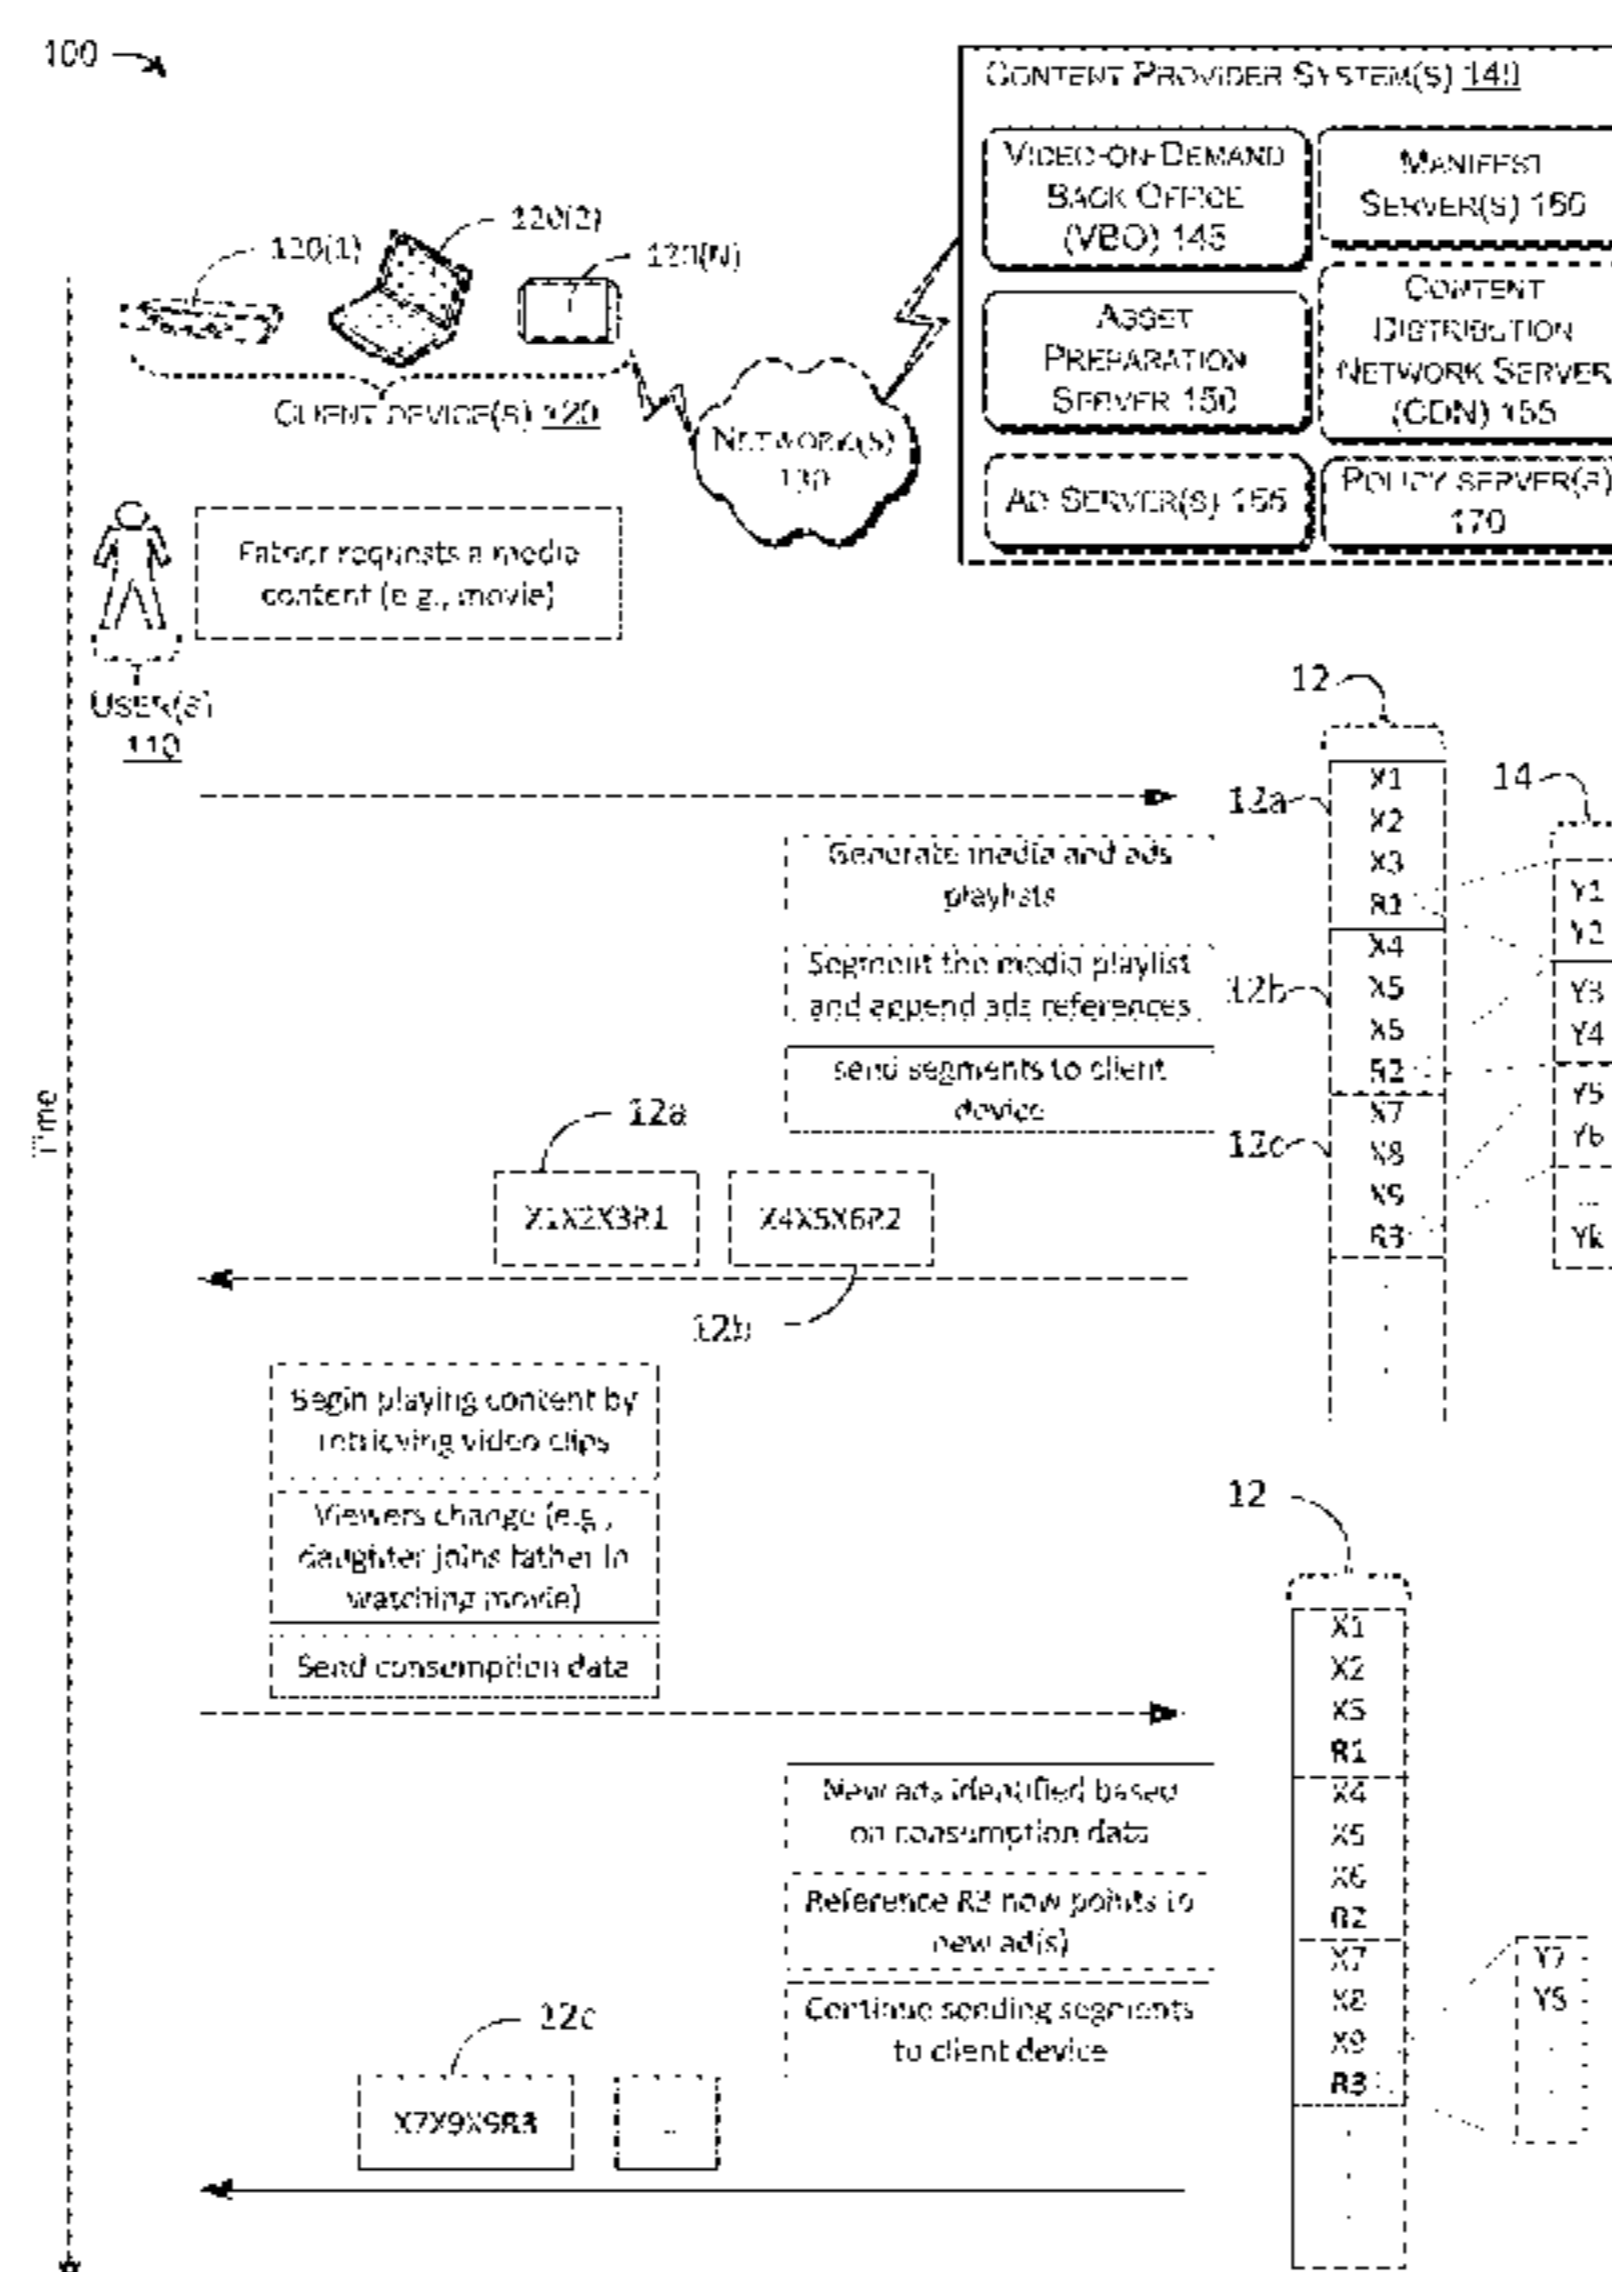 100
CONTENT PROVIDER SYSTEM(S) 140
VIDEO-ON-DEMAND
BACK OFFICE
(VBO) 145
MANIFEST
SERVER(S)
ASSET
PREPARATION
SERVER 150
CONTENT
DISTRIBUTION
NETWORK SERVER
(CDN)
AD SERVER(S)
POLICY SERVER(S)
170
120(1)
120(2)
120(N)
CLIENT DEVICE(S) 120
NETWORK(S)
130
Father requests a media
content (e.g., movie)
USER(S)
110
Time
12
12a
X1
X2
X3
R1
12b
X4
X5
X6
R2
12c
X7
X8
X9
R3
.
.
.
14
Y1
Y2
Y3
Y4
Y5
Y6
...
Yk
Generate media and ads
playlists
Segment the media playlist
and append ads references
send segments to client
device
12a
X1X2X3R1
X4X5X6R2
12b
Begin playing content by
retrieving video clips
Viewers change (e.g.,
daughter joins father in
watching movie)
Send consumption data
12
X1
X2
X3
R1
X4
X5
X6
R2
X7
X8
X9
R3
.
.
.
Y7
.
.
New ads identified based
on consumption data
Reference R3 now points to
new ad(s)
Continue sending segments
to client device
12c
...